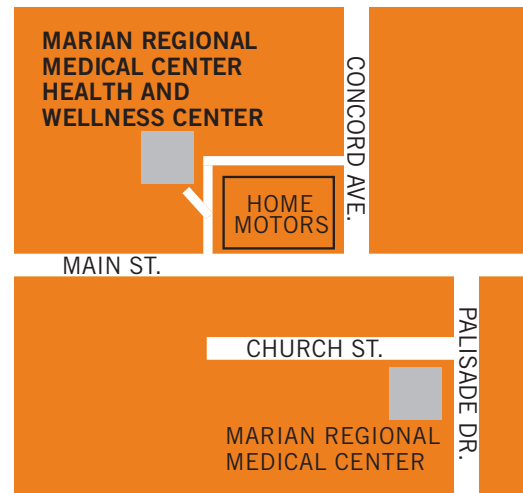 MARIAN REGIONAL
MEDICAL CENTER
HEALTH AND
WELLNESS CENTER
CONCORD AVE.
HOME
MOTORS
MAIN ST.
CHURCH ST.
PALISADE DR.
MARIAN REGIONAL
MEDICAL CENTER